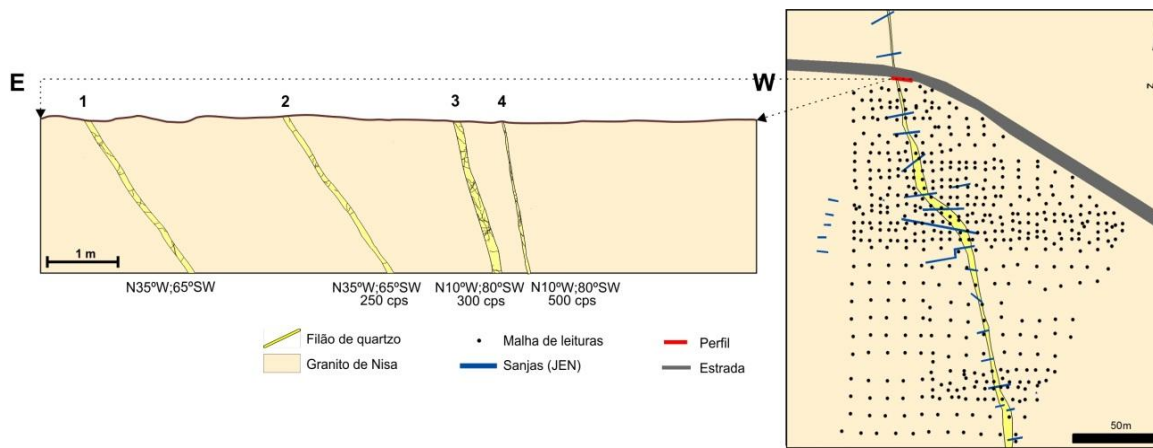 E
W
1
2
3
4
1 m
N35ºW;65ºSW
N35ºW;65ºSW
250 cps
N10ºW;80ºSW
300 cps
N10ºW;80ºSW
500 cps
Filão de quartzo
Granito de Nisa
Malha de leituras
Sanjas (JEN)
Perfil
Estrada
N
50m